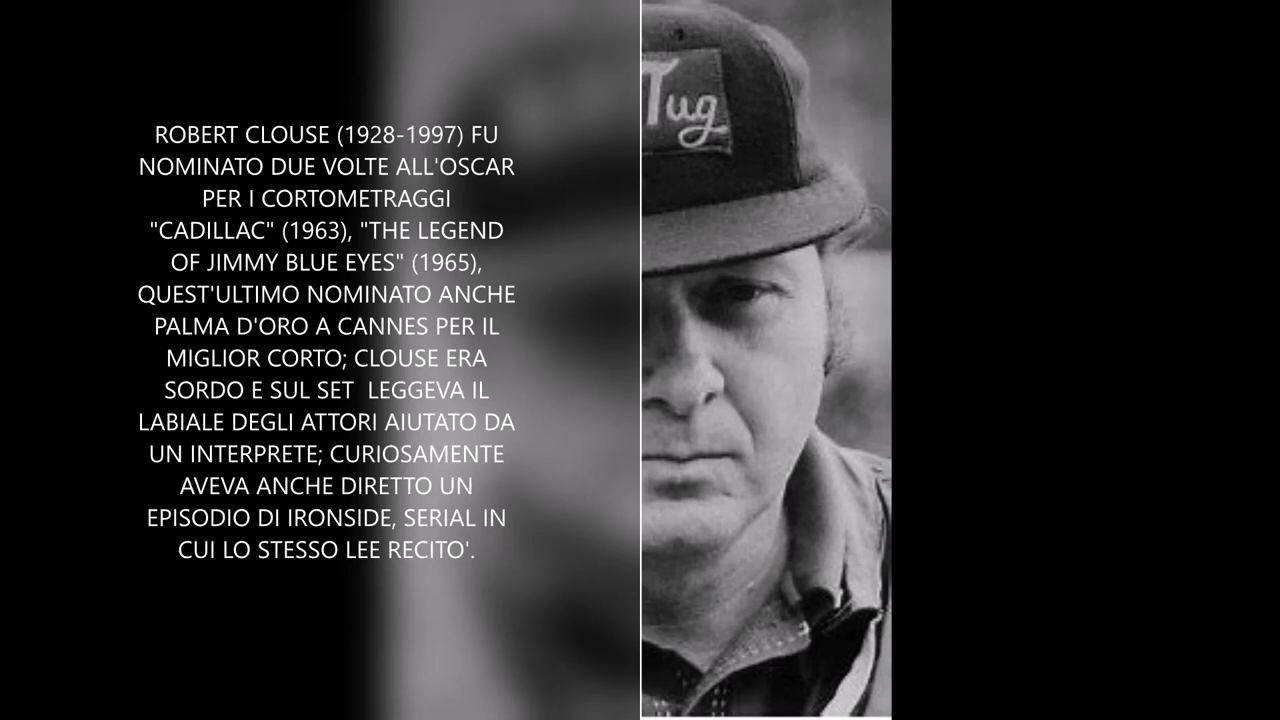 ROBERT CLOUSE (1928-1997) FU
NOMINATO DUE VOLTE ALL'OSCAR
PER I CORTOMETRAGGI
"CADILLAC" (1963), "THE LEGEND
OF JIMMY BLUE EYES" (1965),
QUEST'ULTIMO NOMINATO ANCHE
PALMA D'ORO A CANNES PER IL
MIGLIOR CORTO; CLOUSE ERA
SORDO E SUL SET  LEGGEVA IL
LABIALE DEGLI ATTORI AIUTATO DA
UN INTERPRETE; CURIOSAMENTE
AVEVA ANCHE DIRETTO UN
EPISODIO DI IRONSIDE, SERIAL IN
CUI LO STESSO LEE RECITO'.
Tug